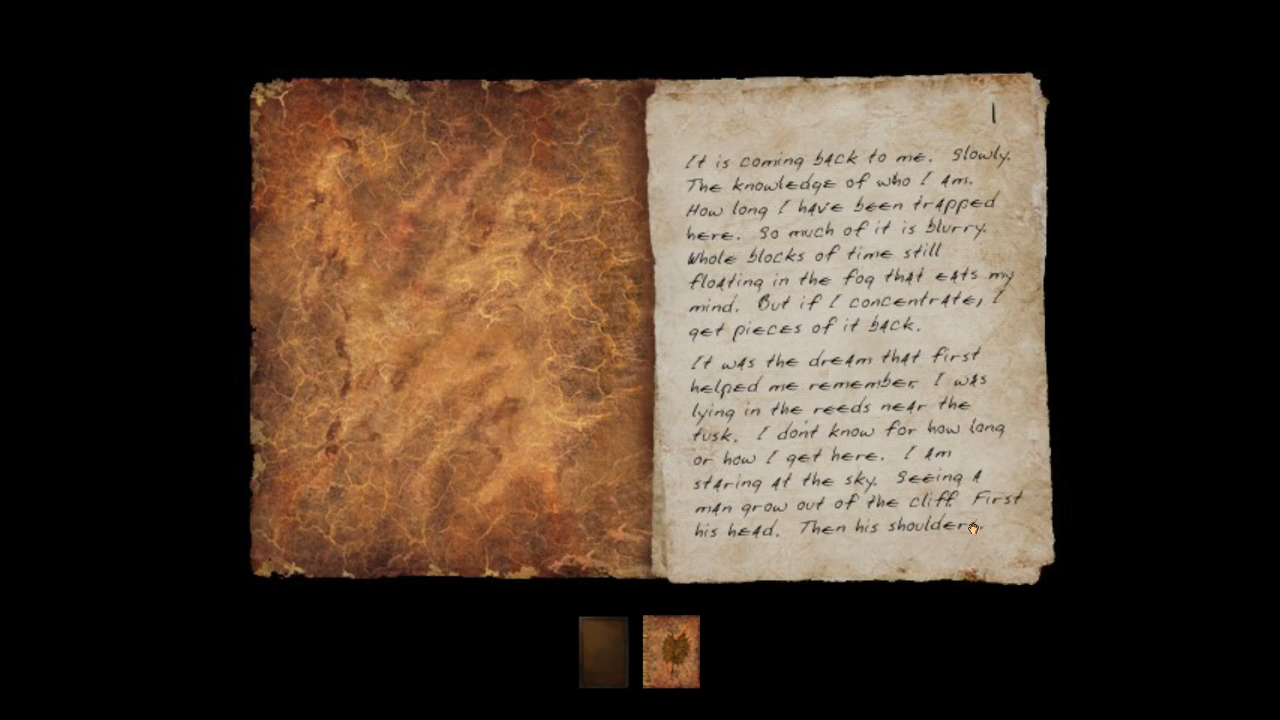 1
It is coming back to me. Slowly.
The knowledge of who I am.
How long I have been trapped
here. So much of it is blurry.
Whole blocks of time still
floating in the fog that eats my
mind. But if I concentrate, I
get pieces of it back.
It was the dream that first
helped me remember. I was
lying in the reeds near the
tusk. I don't know for how long
or how I get here. I am
staring at the sky. Seeing a
man grow out of the cliff. First
his head. Then his shoulders.